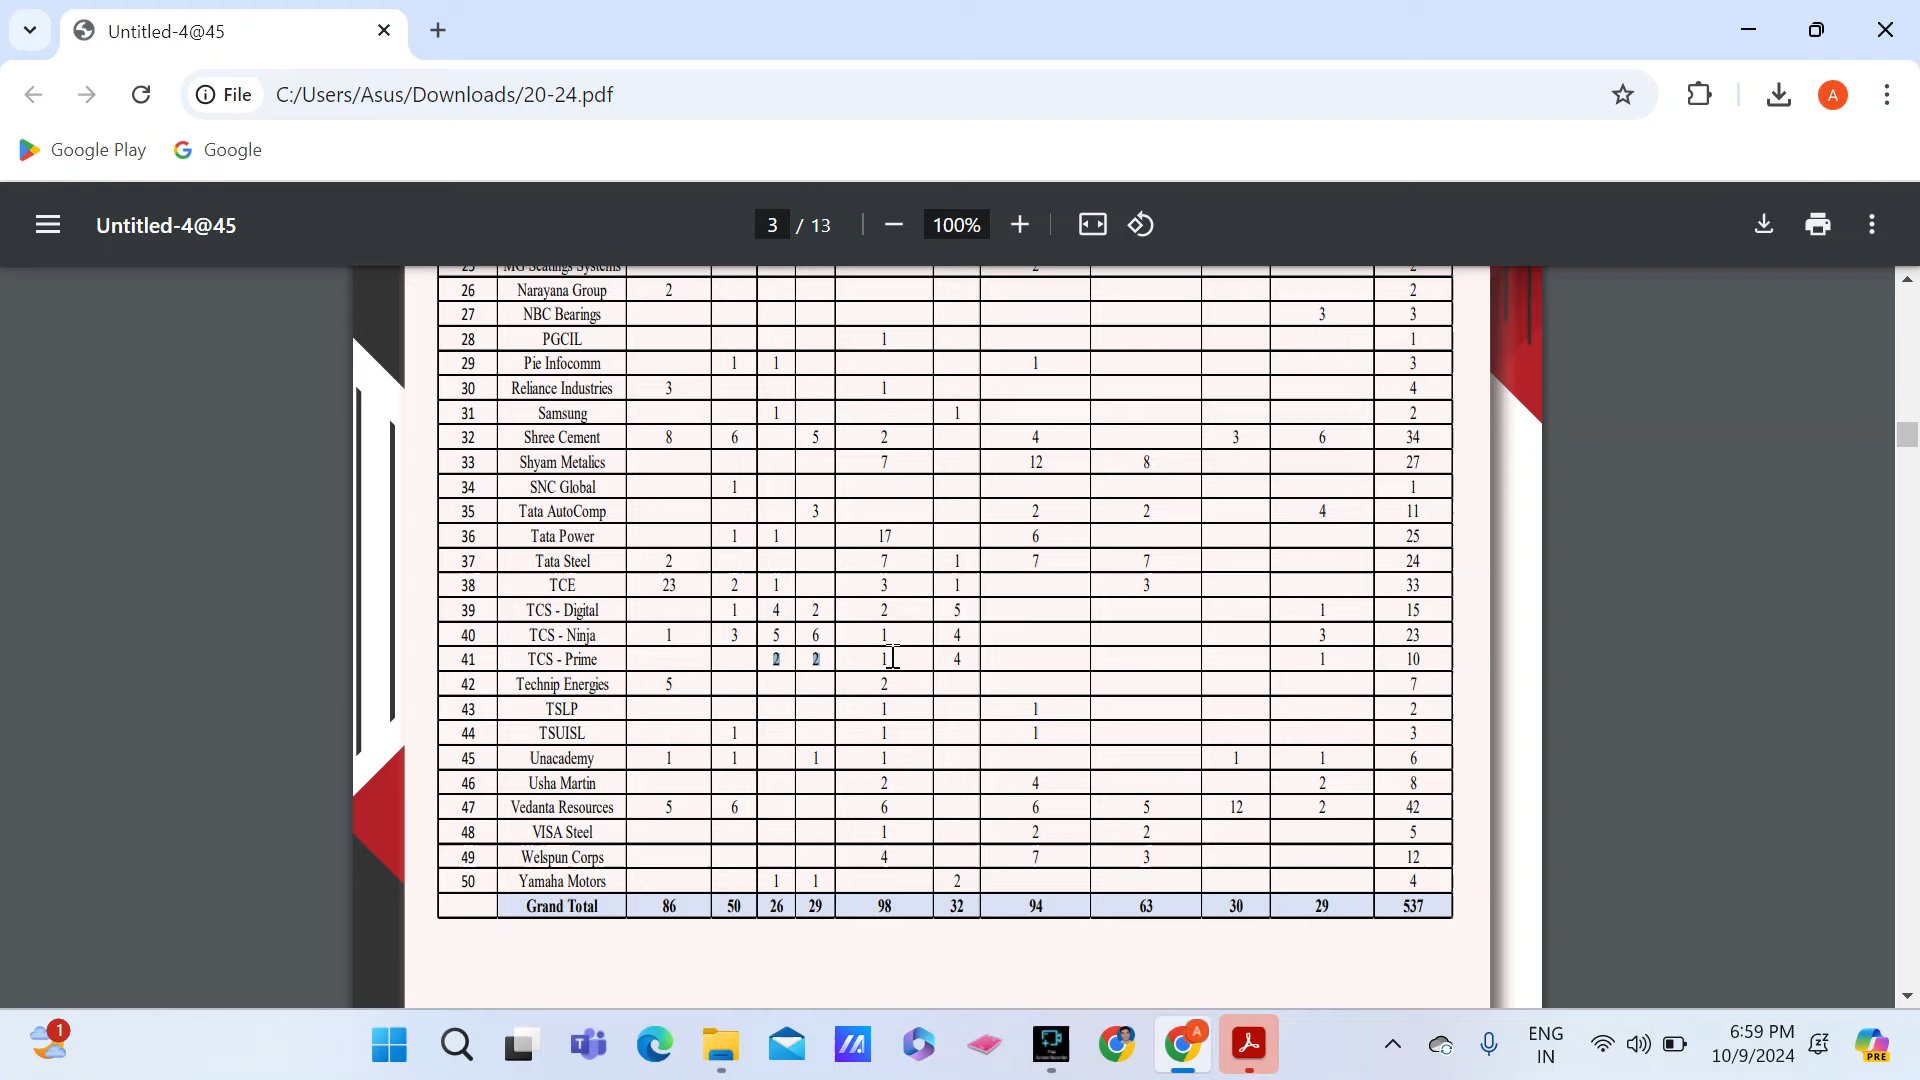 Untitled-4@45
File C:/Users/Asus/Downloads/20-24.pdf A
Google Play Google
Untitled-4@45 3 / 13 100%
25 MG Seatings Systems 2 2
26 Narayana Group 2 2
27 NBC Bearings 3 3
28 PGCIL 1 1
29 Pie Infocomm 1 1 1 3
30 Reliance Industries 3 1 4
31 Samsung 1 1 2
32 Shree Cement 8 6 5 2 4 3 6 34
33 Shyam Metalics 7 12 8 27
34 SNC Global 1 1
35 Tata AutoComp 3 2 2 4 11
36 Tata Power 1 1 17 6 25
37 Tata Steel 2 7 1 7 7 24
38 TCE 23 2 1 3 1 3 33
39 TCS - Digital 1 4 2 2 5 1 15
40 TCS - Ninja 1 3 5 6 1 4 3 23
41 TCS - Prime 2 2 1 4 1 10
42 Technip Energies 5 2 7
43 TSLP 1 1 2
44 TSUISL 1 1 1 3
45 Unacademy 1 1 1 1 1 1 6
46 Usha Martin 2 4 2 8
47 Vedanta Resources 5 6 6 6 5 12 2 42
48 VISA Steel 1 2 2 5
49 Welspun Corps 4 7 3 12
50 Yamaha Motors 1 1 2 4
Grand Total 86 50 26 29 98 32 94 63 30 29 537
1 A ENG 6:59 PM
IN 10/9/2024 PRE